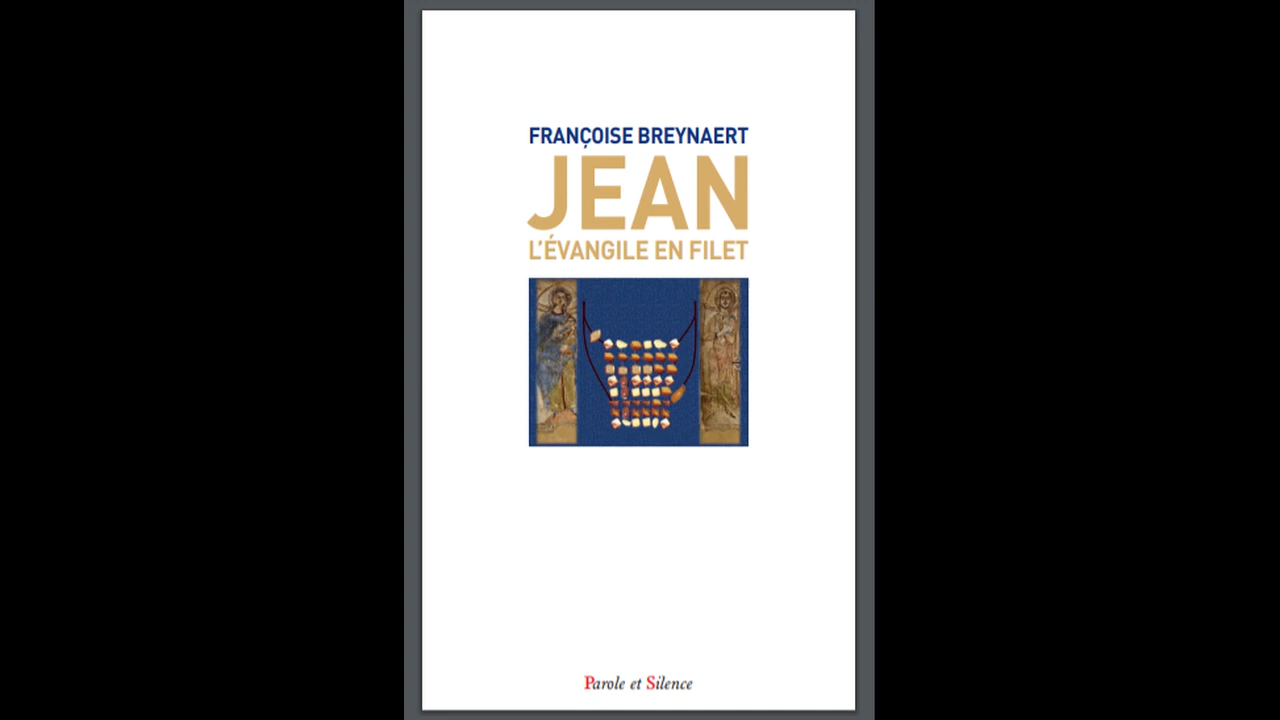 FRANÇOISE BREYNAERT
JEAN
L'ÉVANGILE EN FILET
Parole et Silence